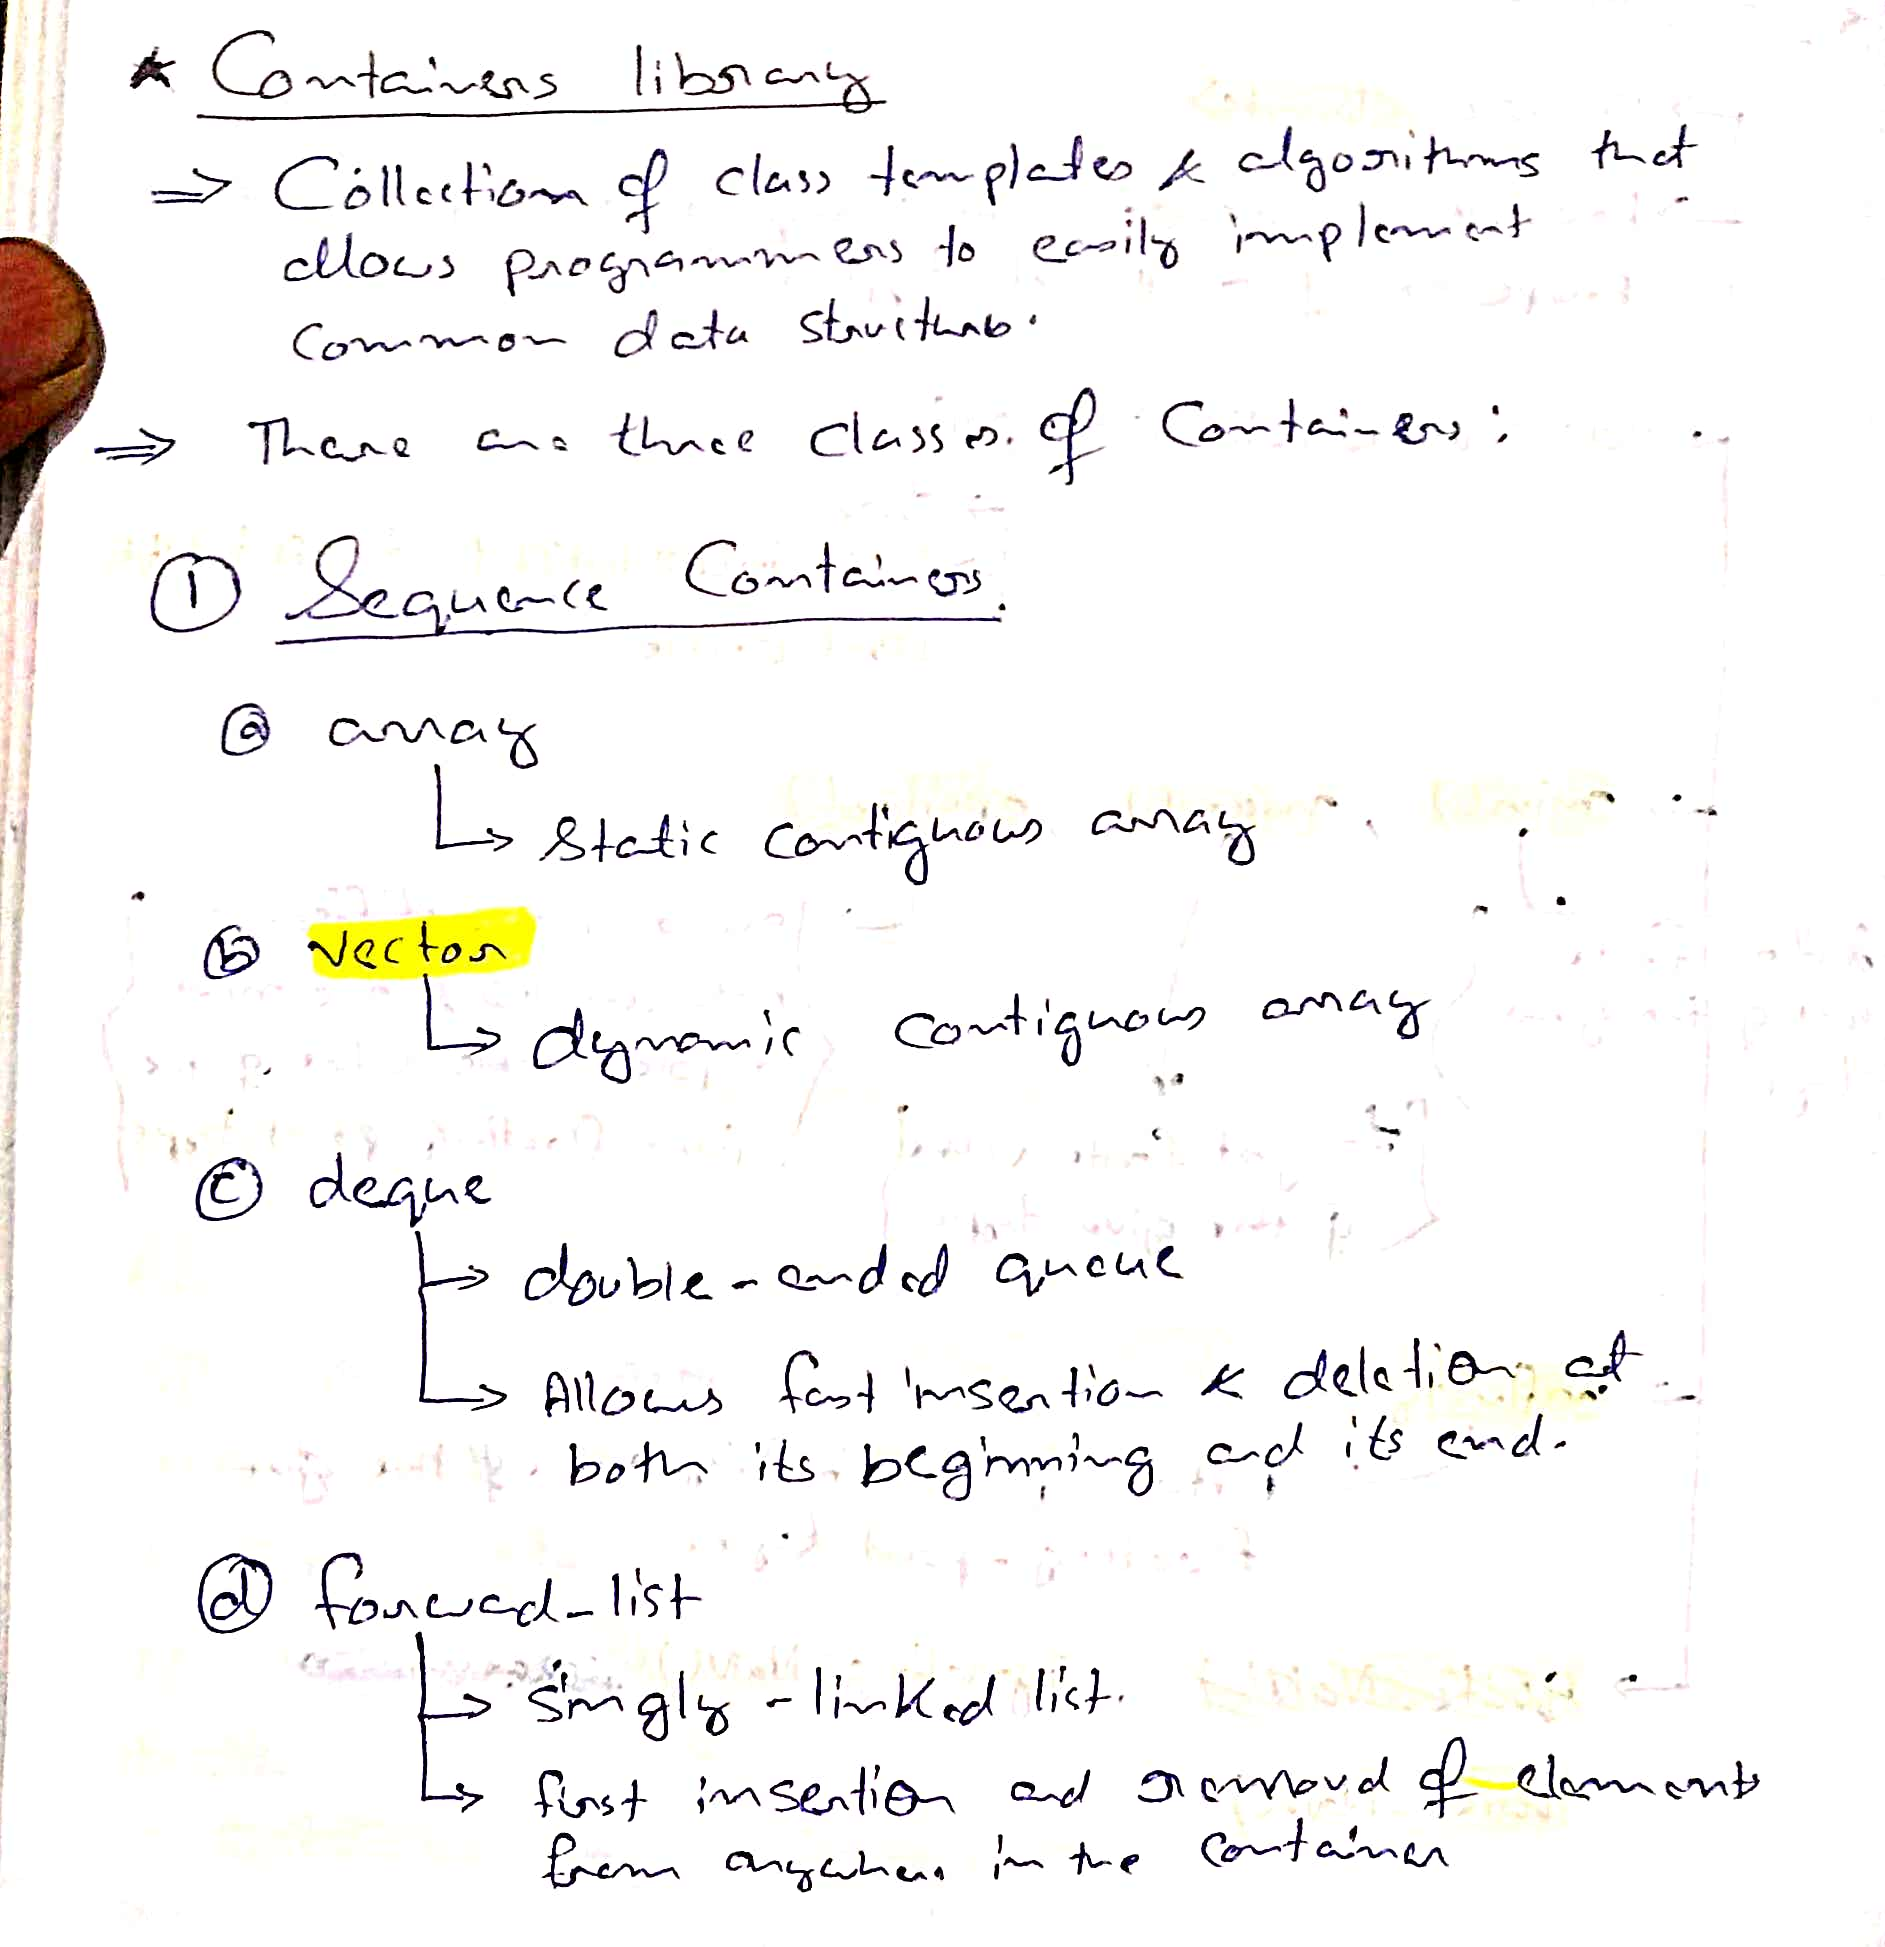 * Containers library
⇒ Collection of class templates & algorithms that
allows programmers to easily implement
common data structures.
⇒ There are three classes of Containers:
① Sequence Containers.
ⓐ array
↳ Static contiguous array
ⓑ vector
↳ dynamic contiguous array
ⓒ deque
↳ double-ended queue
↳ Allows fast insertion & deletion at
both its beginning and its end.
ⓓ forward-list
↳ singly-linked list.
↳ first insertion and removal of elements
from anywhere in the container